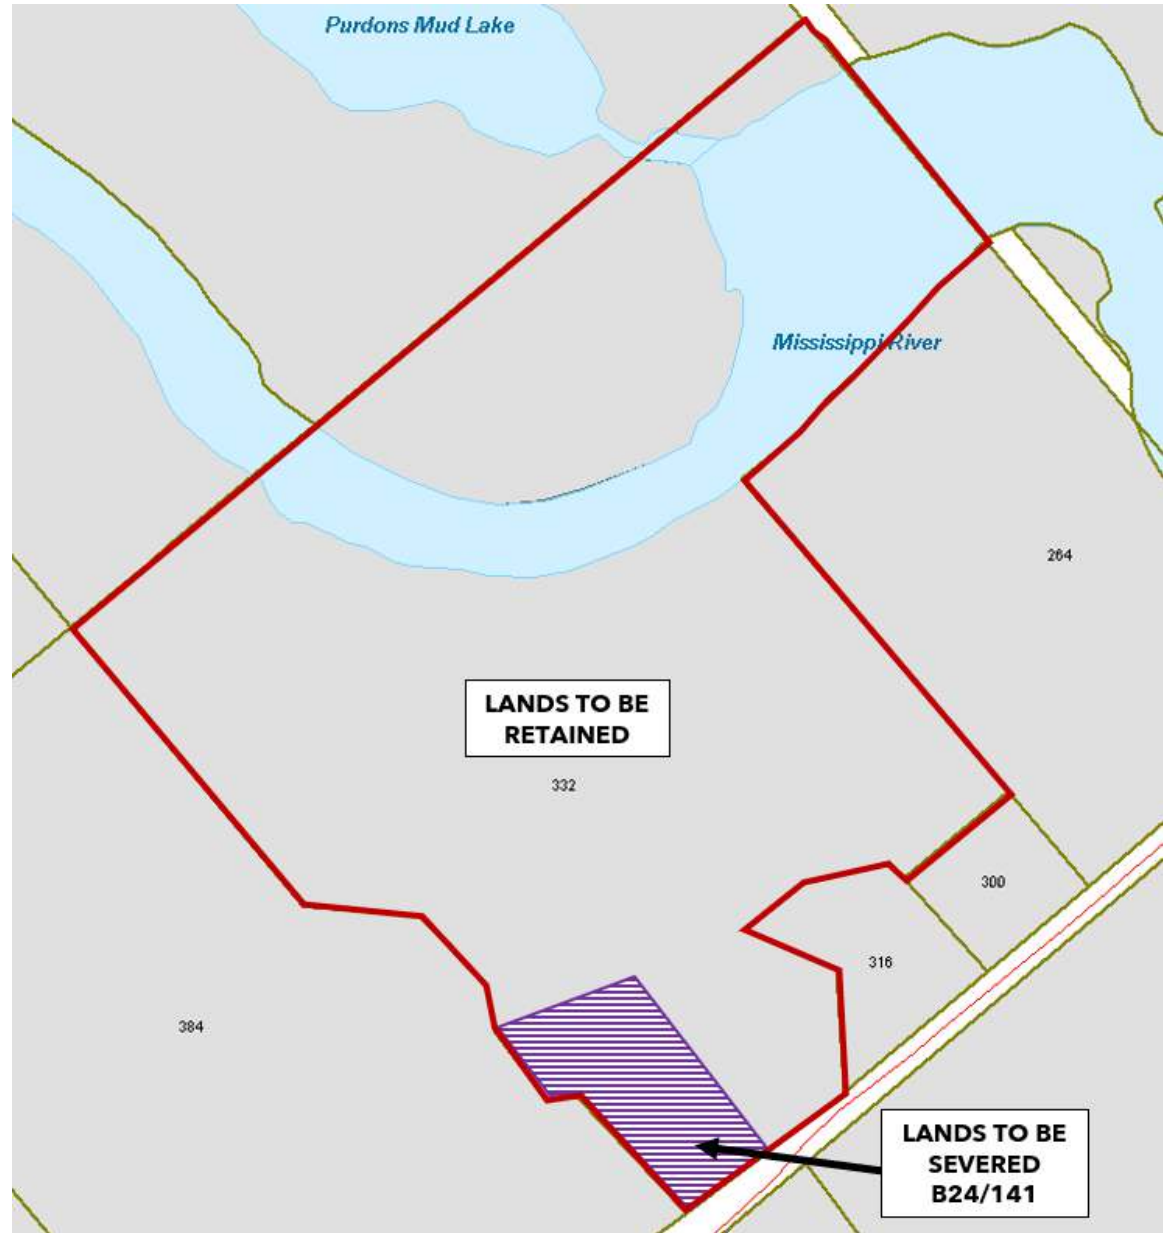 Purdons Mud Lake
Mississippi River
264
LANDS TO BE
RETAINED
332
300
316
384
LANDS TO BE
SEVERED
B24/141